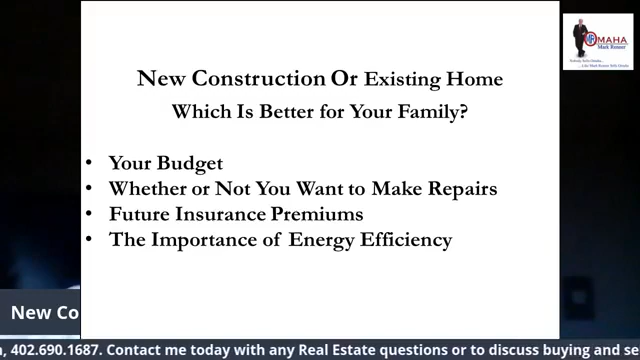 New Construction Or Existing Home
Which Is Better for Your Family?
• Your Budget
• Whether or Not You Want to Make Repairs
• Future Insurance Premiums
• The Importance of Energy Efficiency
OMAHA
Mark Renner
New Co
, 402.690.1687. Contact me today with any Real Estate questions or to discuss buying and se